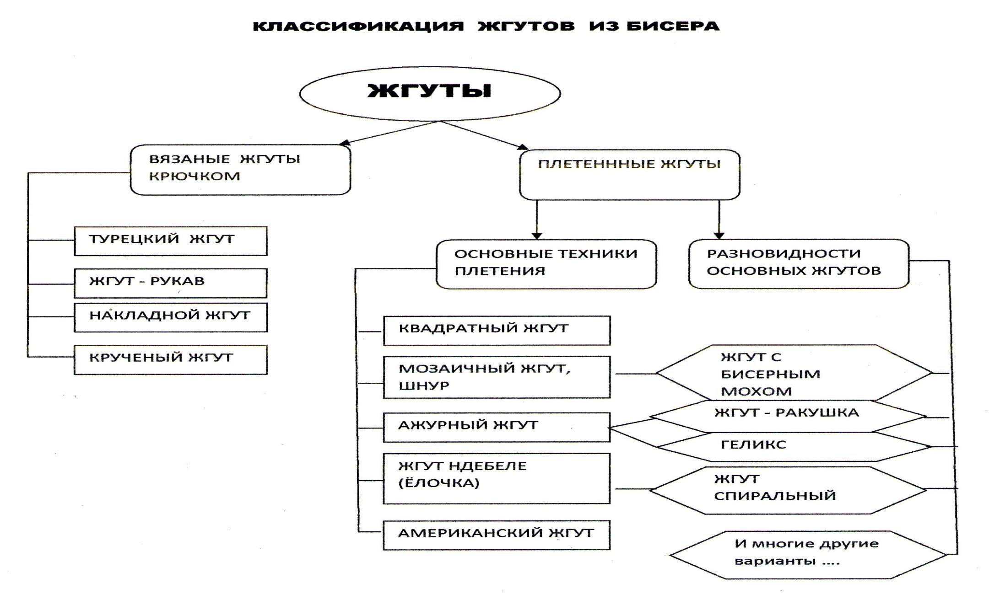 КЛАССИФИКАЦИЯ ЖГУТОВ ИЗ БИСЕРА
ЖГУТЫ
ВЯЗАНЫЕ ЖГУТЫ
КРЮЧКОМ
ПЛЕТЕНННЫЕ ЖГУТЫ
ТУРЕЦКИЙ ЖГУТ
ЖГУТ - РУКАВ
НАКЛАДНОЙ ЖГУТ
КРУЧЕНЫЙ ЖГУТ
ОСНОВНЫЕ ТЕХНИКИ
ПЛЕТЕНИЯ
РАЗНОВИДНОСТИ
ОСНОВНЫХ ЖГУТОВ
КВАДРАТНЫЙ ЖГУТ
МОЗАИЧНЫЙ ЖГУТ,
ШНУР
АЖУРНЫЙ ЖГУТ
ЖГУТ НДЕБЕЛЕ
(ЁЛОЧКА)
АМЕРИКАНСКИЙ ЖГУТ
ЖГУТ С
БИСЕРНЫМ
МОХОМ
ЖГУТ - РАКУШКА
ГЕЛИКС
ЖГУТ
СПИРАЛЬНЫЙ
И многие другие
варианты ....